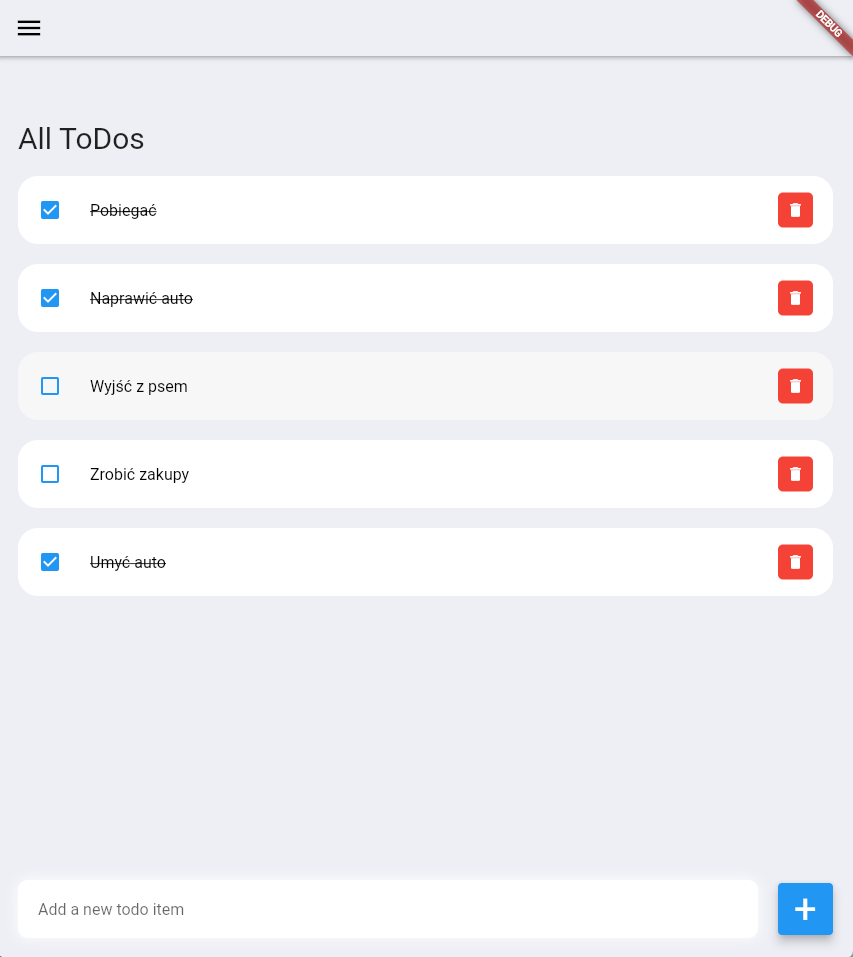 DEBUG
All ToDos
Pobiegać
Naprawić auto
Wyjść z psem
Zrobić zakupy
Umyć auto
Add a new todo item